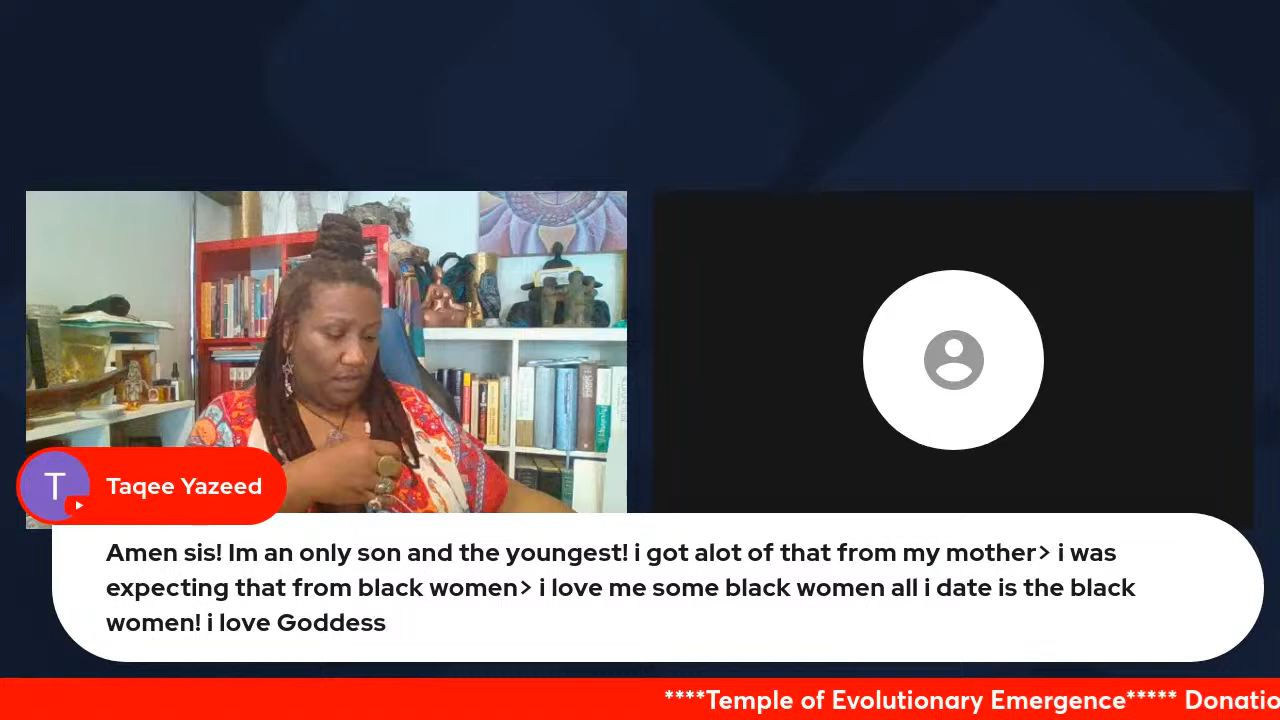 T
Taqee Yazeed
Amen sis! Im an only son and the youngest! i got alot of that from my mother> i was
expecting that from black women> i love me some black women all i date is the black
women! i love Goddess
****Temple of Evolutionary Emergence***** Donatio